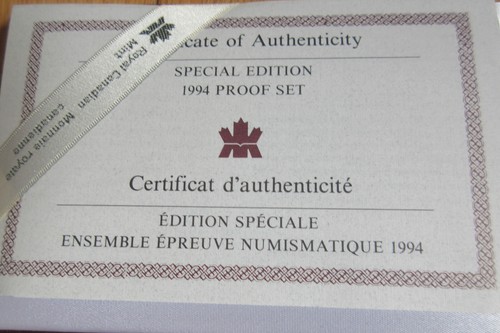 cate of Authenticity
SPECIAL EDITION
1994 PROOF SET
Certificat d'authenticité
ÉDITION SPÉCIALE
ENSEMBLE ÉPREUVE NUMISMATIQUE 1994
Royal Canadian Mint
Monnaie royale canadienne